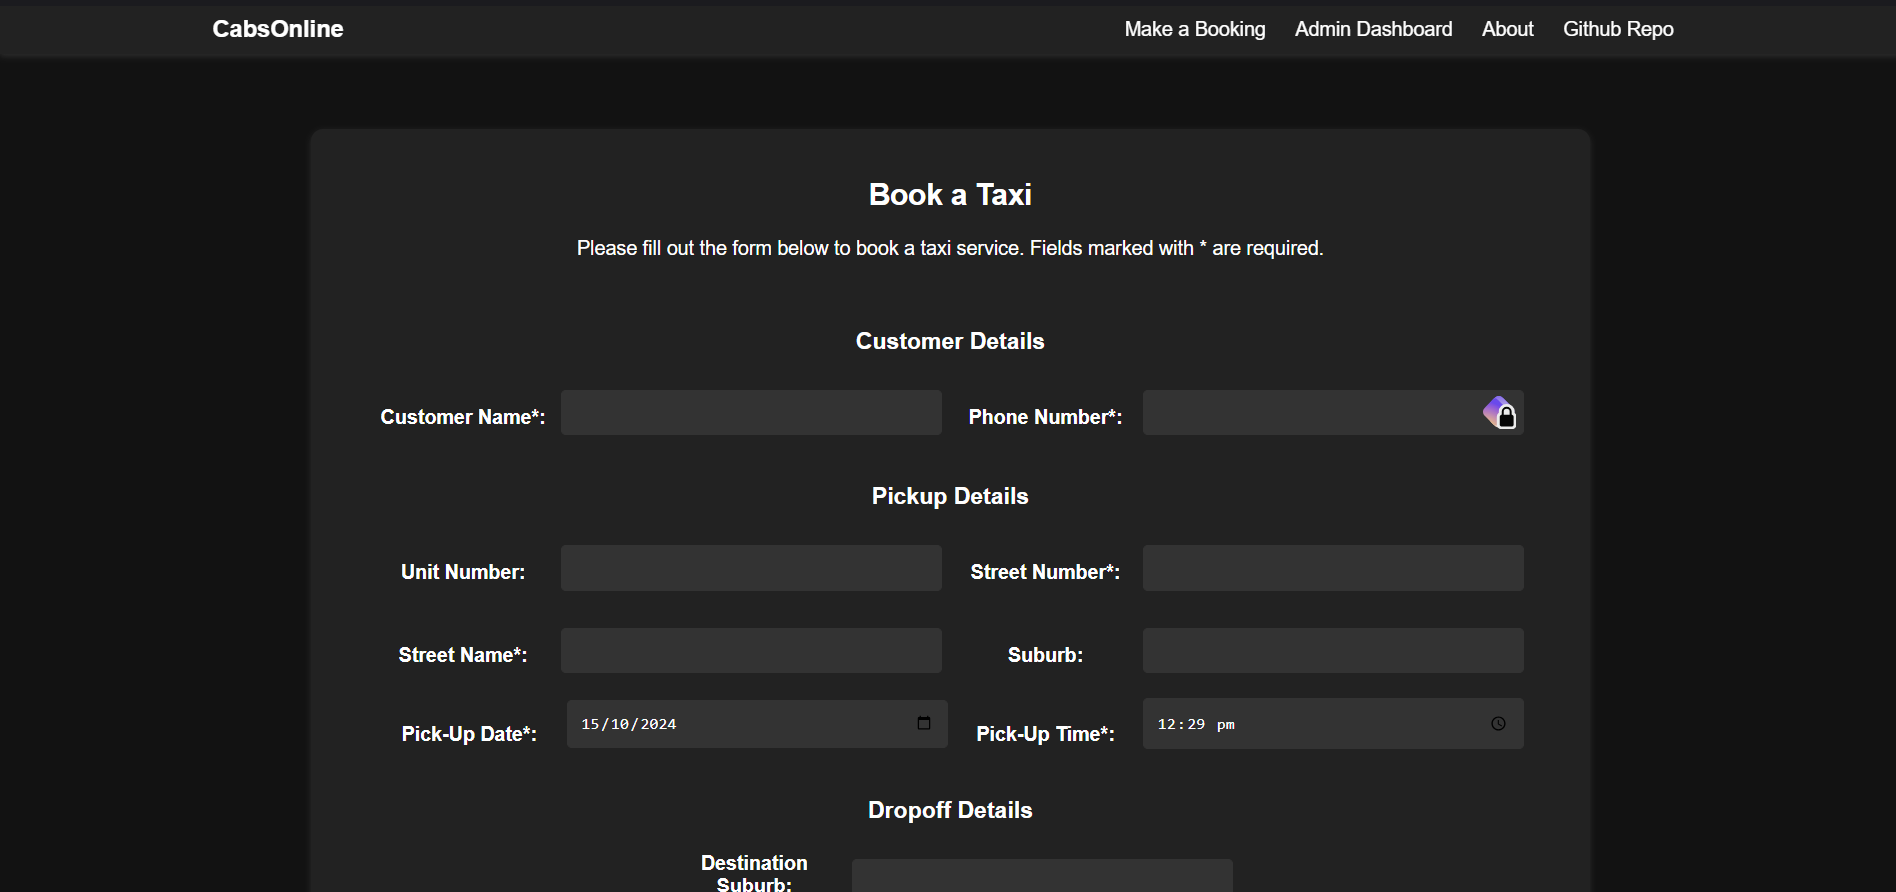 CabsOnline Make a Booking Admin Dashboard About Github Repo
Book a Taxi
Please fill out the form below to book a taxi service. Fields marked with * are required.
Customer Details
Customer Name*: Phone Number*:
Pickup Details
Unit Number: Street Number*:
Street Name*: Suburb:
Pick-Up Date*: 15/10/2024 Pick-Up Time*: 12:29 pm
Dropoff Details
Destination
Suburb: